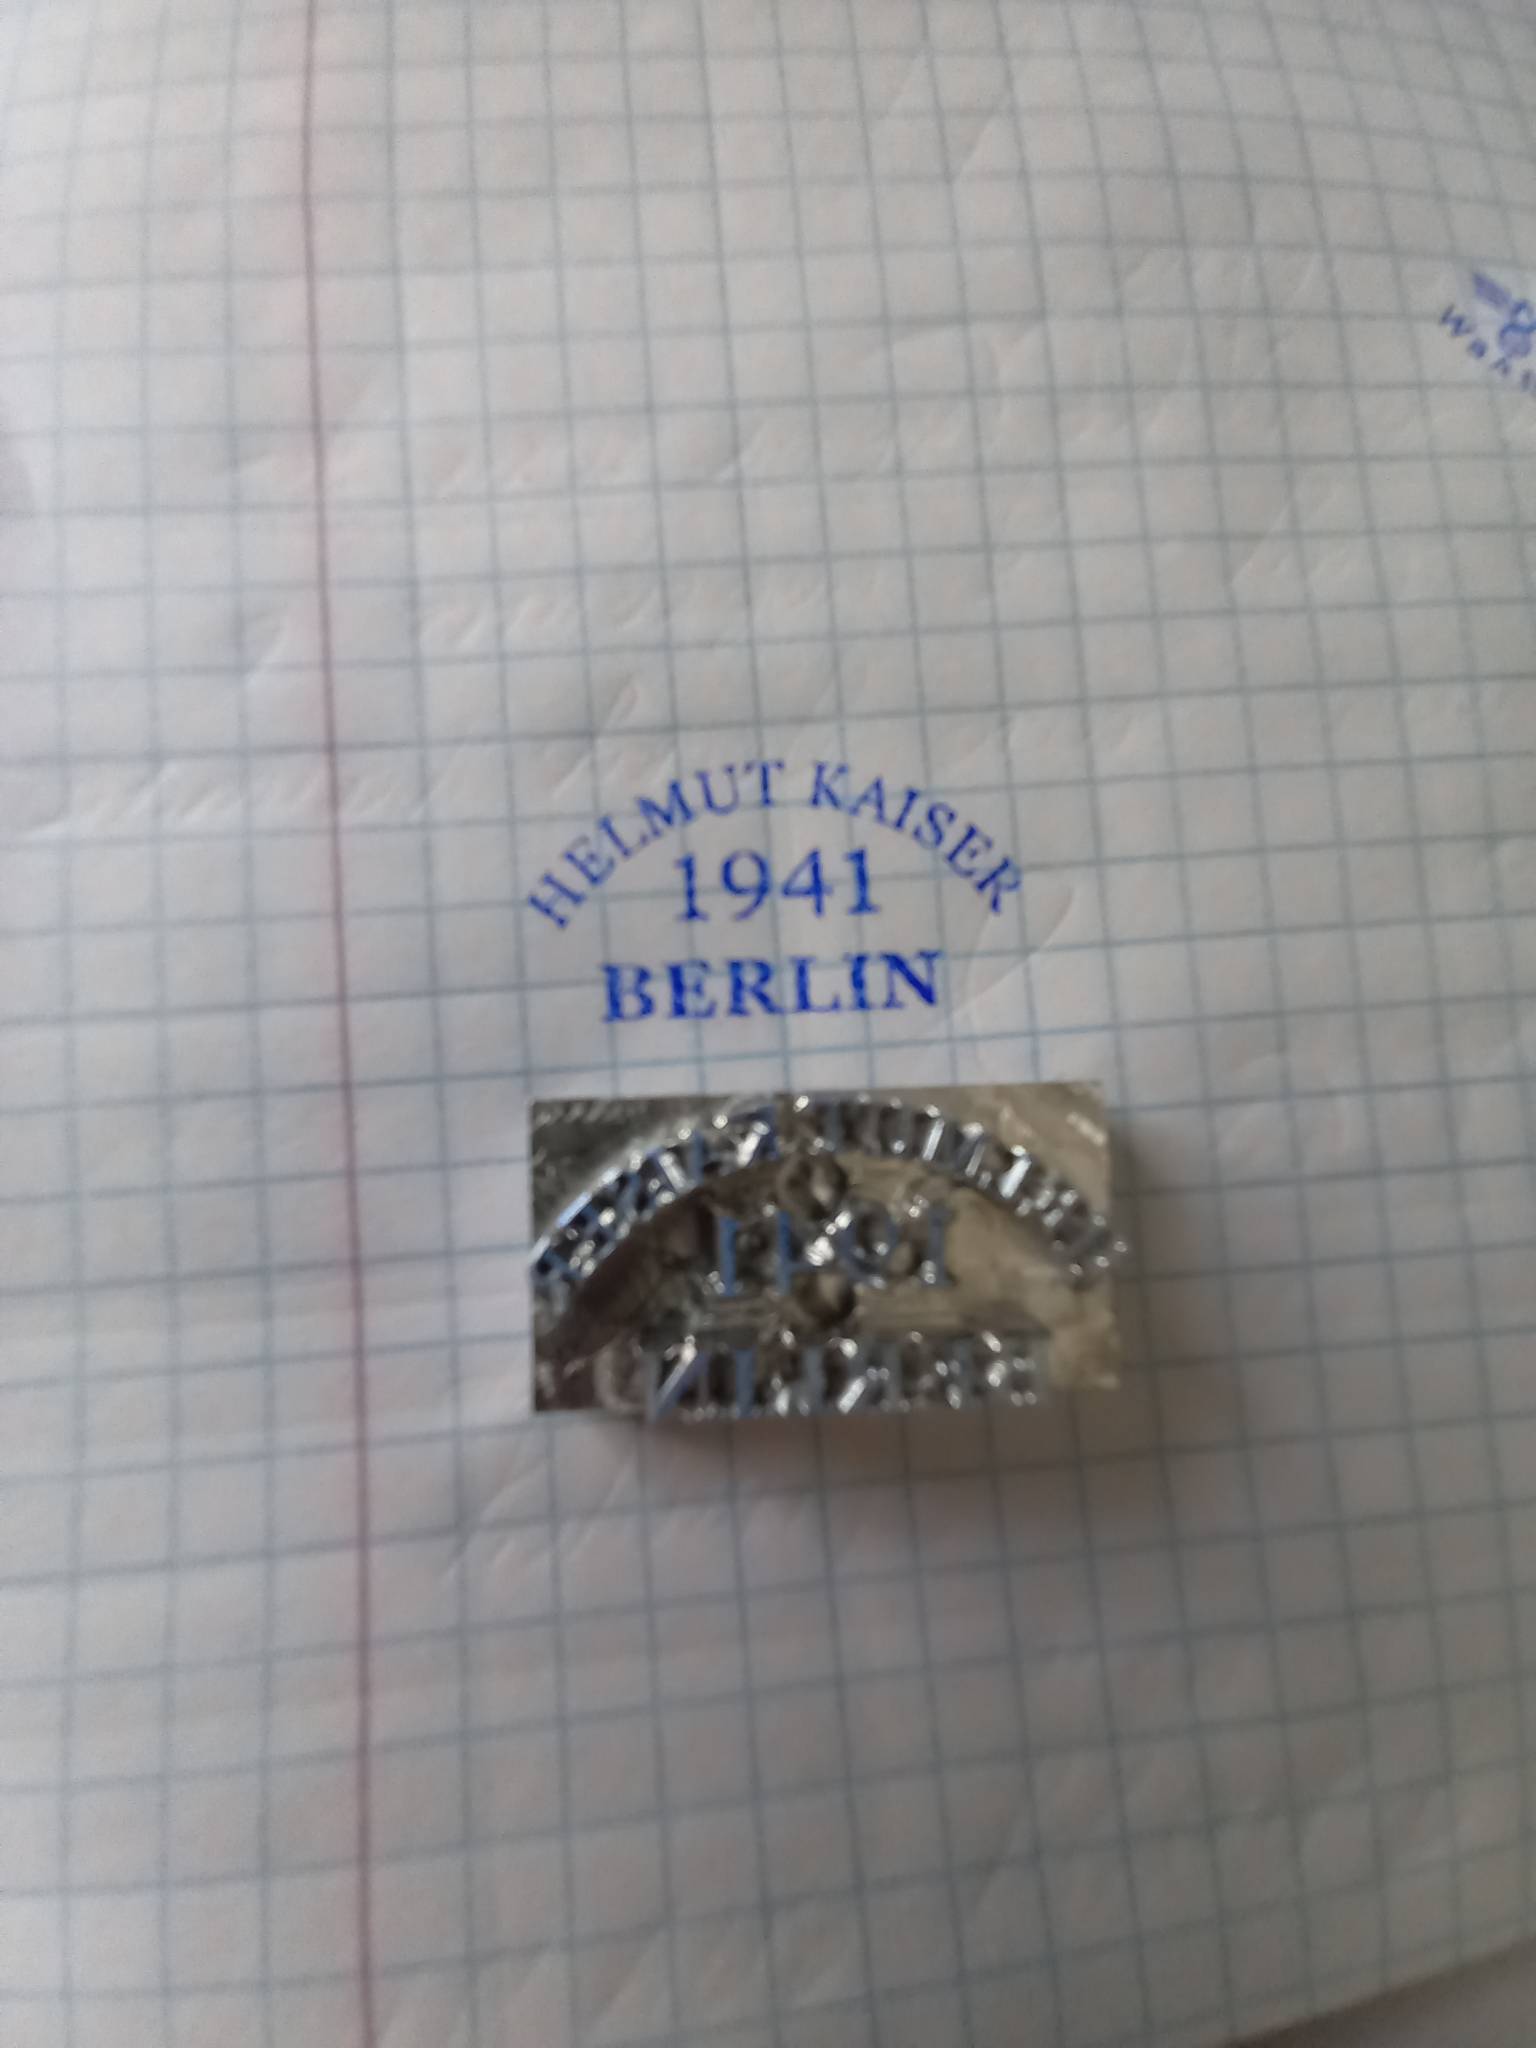 HELMUT KAISER
1941
BERLIN